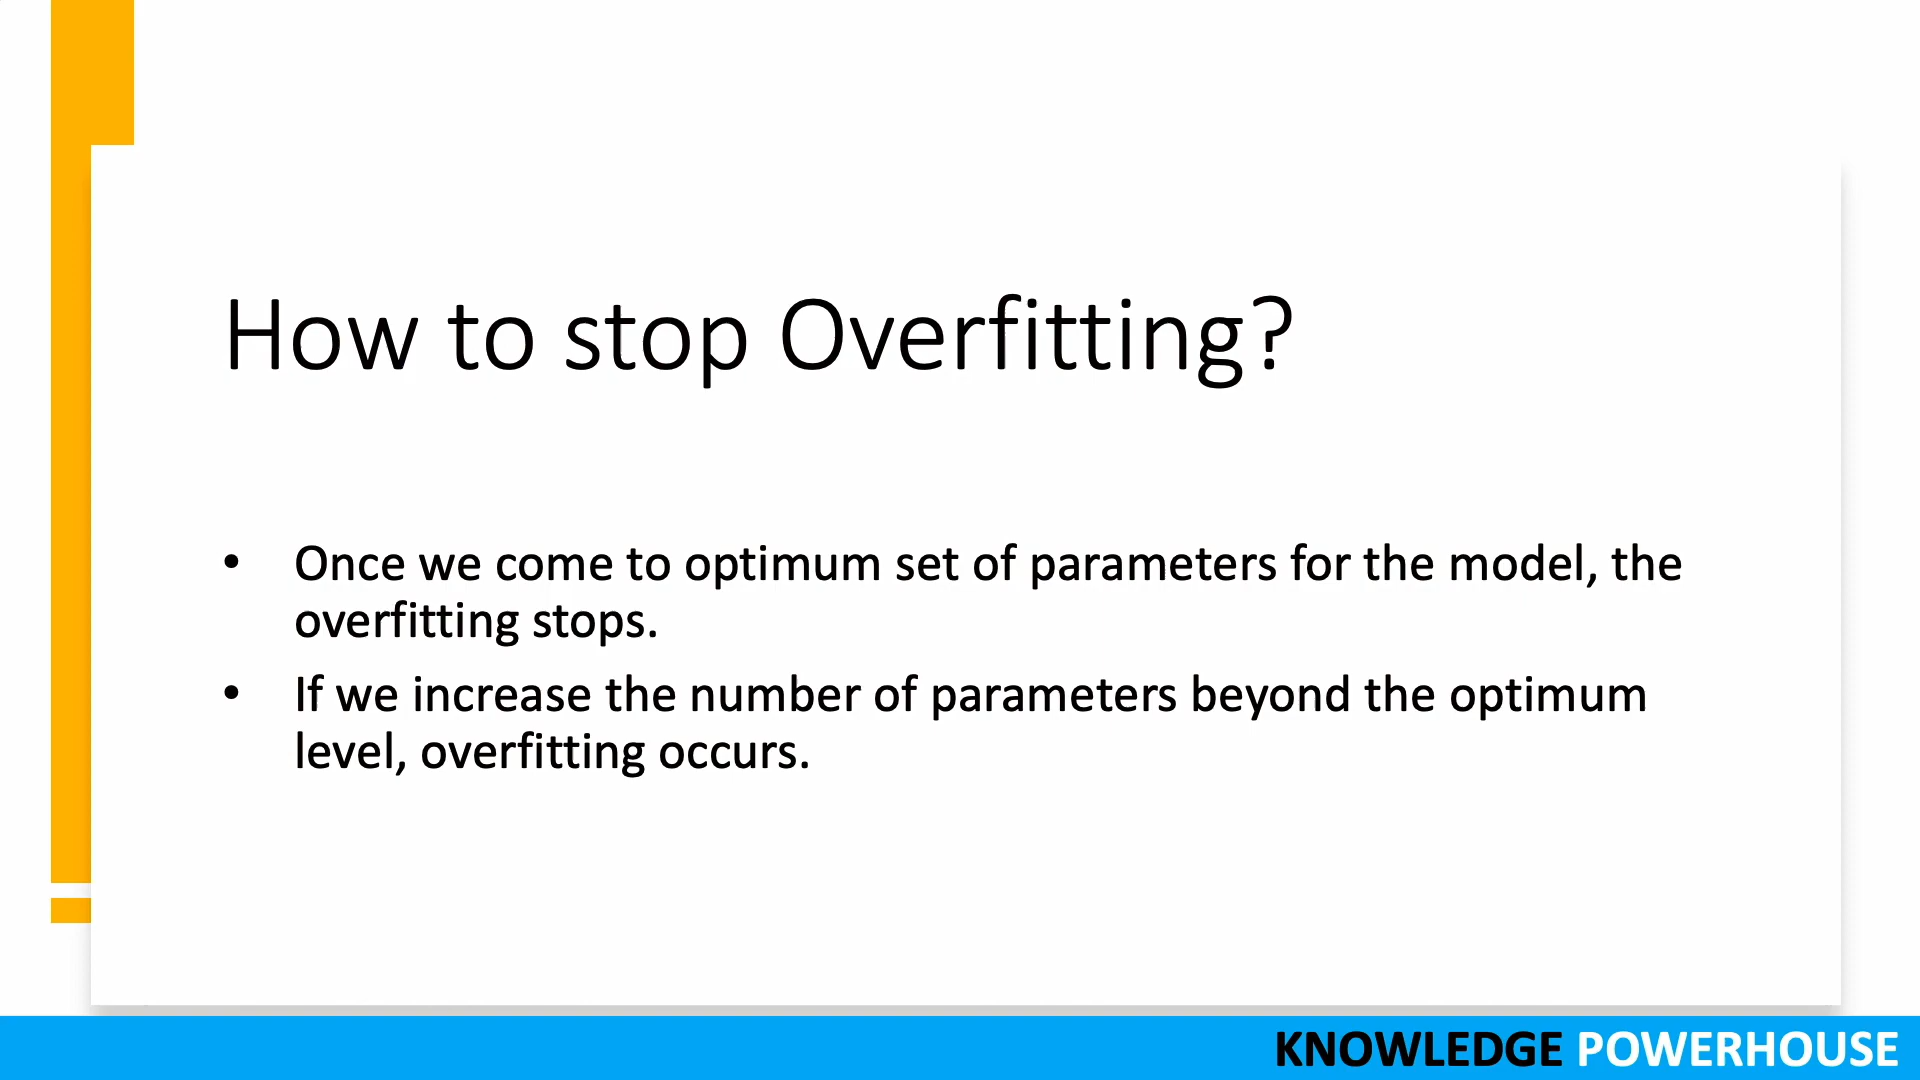 How to stop Overfitting?
• Once we come to optimum set of parameters for the model, the
overfitting stops.
• If we increase the number of parameters beyond the optimum
level, overfitting occurs.
KNOWLEDGE POWERHOUSE